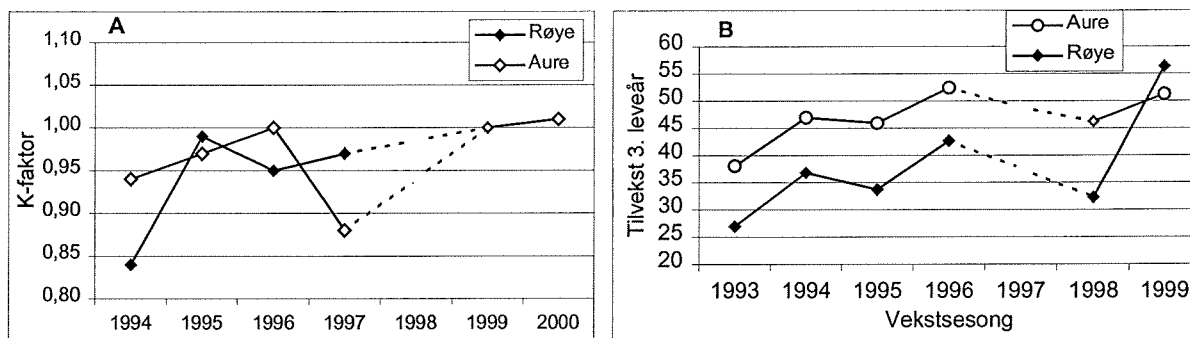 A
Røye
Aure
K-faktor
1,10
1,05
1,00
0,95
0,90
0,85
0,80
1994 1995 1996 1997 1998 1999 2000
B
Aure
Røye
Tilvekst 3. leveår
60
55
50
45
40
35
30
25
20
1993 1994 1995 1996 1997 1998 1999
Vekstsesong